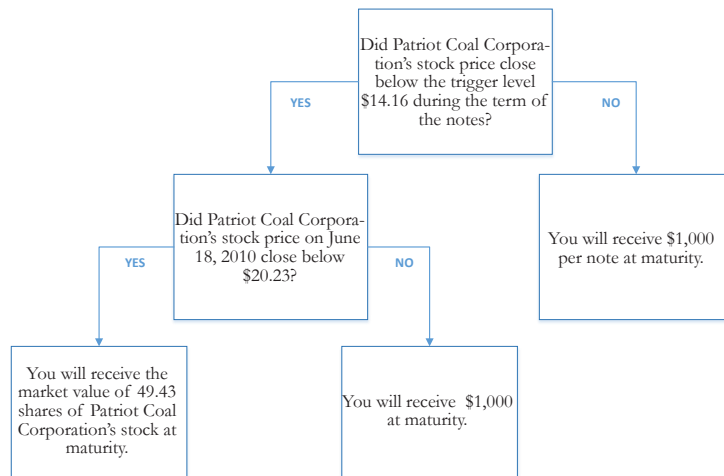 Did Patriot Coal Corpora-
tion's stock price close
below the trigger level
$14.16 during the term of
the notes?
YES
NO
Did Patriot Coal Corpora-
tion's stock price on June
18, 2010 close below
$20.23?
You will receive $1,000
per note at maturity.
YES
NO
You will receive the
market value of 49.43
shares of Patriot Coal
Corporation's stock at
maturity.
You will receive $1,000
at maturity.